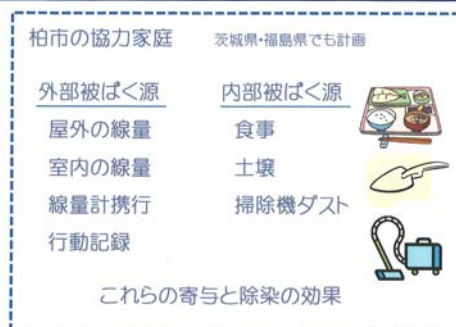 柏市の協力家庭 茨城県・福島県でも計画
外部被ばく源 内部被ばく源
屋外の線量 食事
室内の線量 土壌
線量計携行 掃除機ダスト
行動記録
これらの寄与と除染の効果